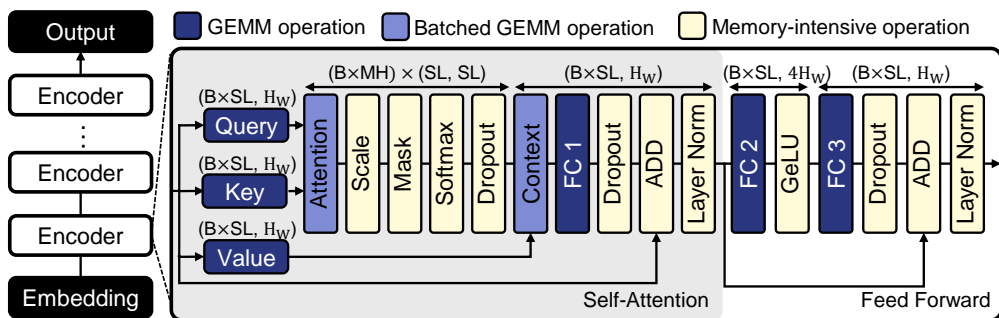 Output
Encoder
⋮
Encoder
Encoder
Embedding
GEMM operation
Batched GEMM operation
Memory-intensive operation
(B×MH) × (SL, SL)
(B×SL, H_W)
(B×SL, 4H_W)
(B×SL, H_W)
(B×SL, H_W)
Query
(B×SL, H_W)
Key
(B×SL, H_W)
Value
Attention
Scale
Mask
Softmax
Dropout
Context
FC 1
Dropout
ADD
Layer Norm
FC 2
GeLU
FC 3
Dropout
ADD
Layer Norm
Self-Attention
Feed Forward